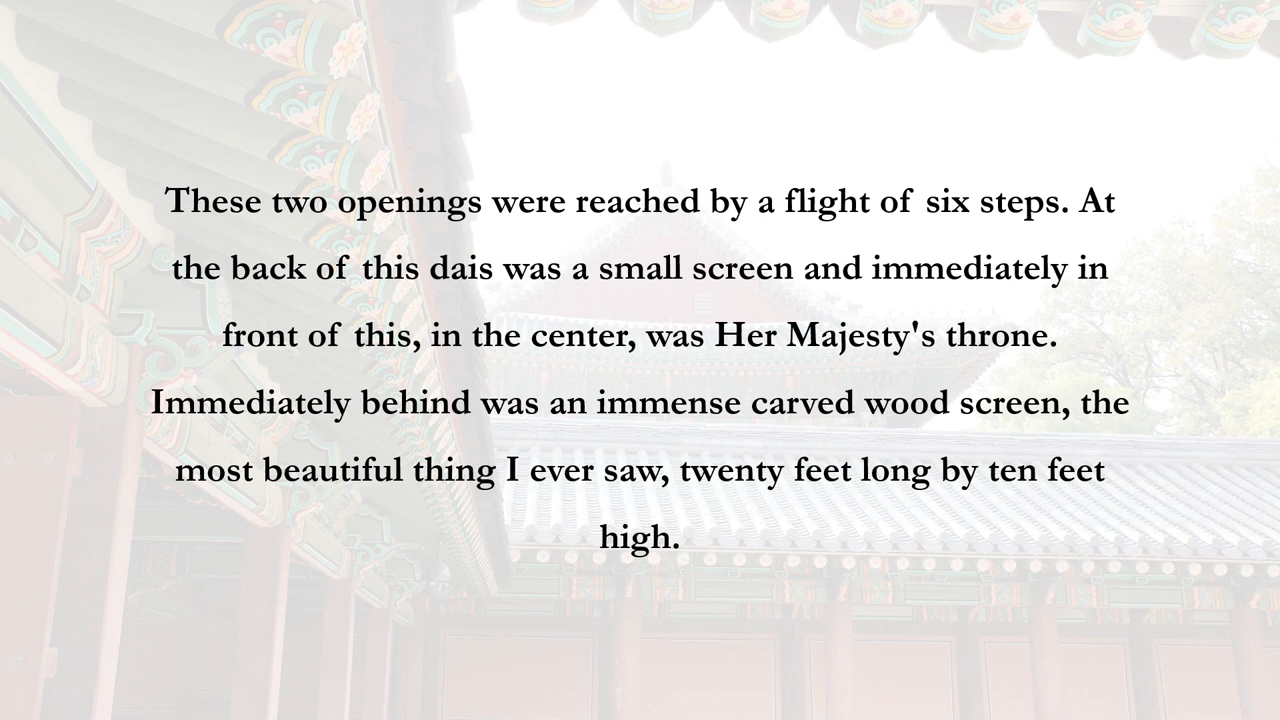 These two openings were reached by a flight of six steps. At
the back of this dais was a small screen and immediately in
front of this, in the center, was Her Majesty's throne.
Immediately behind was an immense carved wood screen, the
most beautiful thing I ever saw, twenty feet long by ten feet
high.